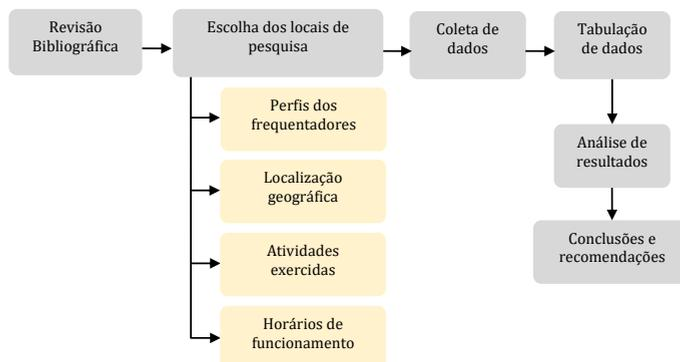 Revisão
Bibliográfica
Escolha dos locais de
pesquisa
Coleta de
dados
Tabulação
de dados
Perfis dos
frequentadores
Localização
geográfica
Atividades
exercidas
Horários de
funcionamento
Análise de
resultados
Conclusões e
recomendações